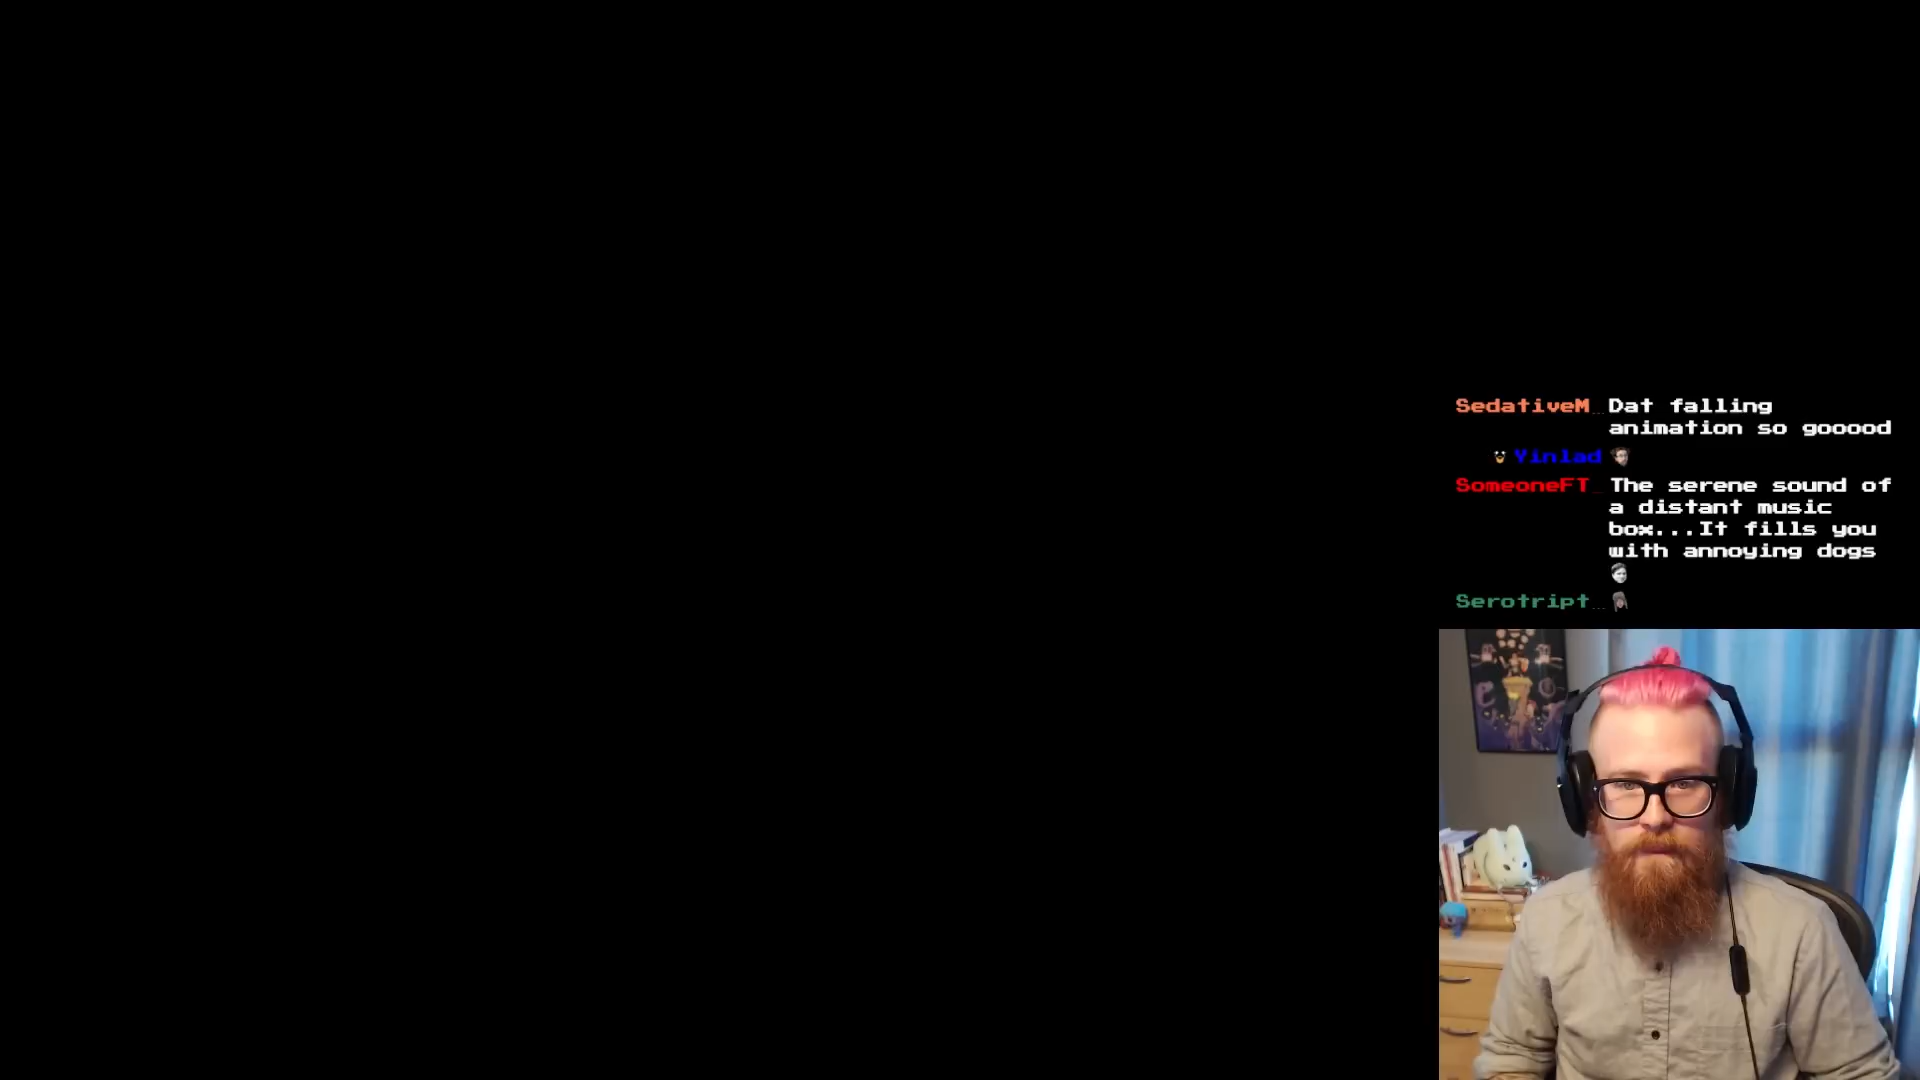 SedativeM… Dat falling
animation so gooood
Yinlad
SomeoneFT… The serene sound of
a distant music
box...It fills you
with annoying dogs
Serotript…